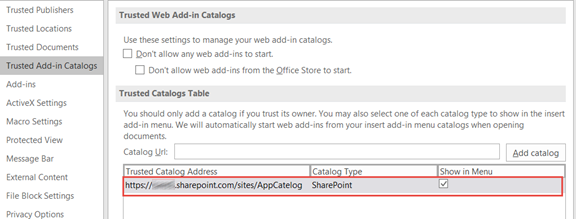 Trusted Publishers
Trusted Locations
Trusted Documents
Trusted Add-in Catalogs
Add-ins
ActiveX Settings
Macro Settings
Protected View
Message Bar
External Content
File Block Settings
Privacy Options
Trusted Web Add-in Catalogs
Use these settings to manage your web add-in catalogs.
Don't allow any web add-ins to start.
Don't allow web add-ins from the Office Store to start.
Trusted Catalogs Table
You should only add a catalog if you trust its owner. You may also select one of each catalog type to show in the insert
add-in menu. We will automatically start web add-ins from your insert add-in menu catalogs when opening
documents.
Catalog Url: Add catalog
Trusted Catalog Address Catalog Type Show in Menu
https:// .sharepoint.com/sites/AppCatelog SharePoint